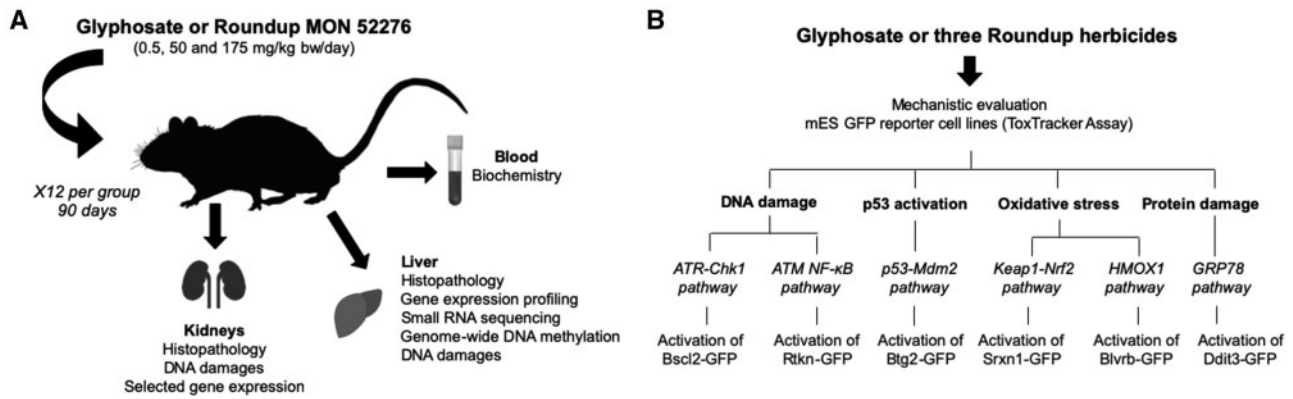 A
Glyphosate or Roundup MON 52276
(0.5, 50 and 175 mg/kg bw/day)
X12 per group
90 days
Blood
Biochemistry
Kidneys
Histopathology
DNA damages
Selected gene expression
Liver
Histopathology
Gene expression profiling
Small RNA sequencing
Genome-wide DNA methylation
DNA damages
B
Glyphosate or three Roundup herbicides
Mechanistic evaluation
mES GFP reporter cell lines (ToxTracker Assay)
DNA damage
p53 activation
Oxidative stress
Protein damage
ATR-Chk1
pathway
ATM NF-κB
pathway
p53-Mdm2
pathway
Keap1-Nrf2
pathway
HMOX1
pathway
GRP78
pathway
Activation of
Bscl2-GFP
Activation of
Rtkn-GFP
Activation of
Btg2-GFP
Activation of
Srxn1-GFP
Activation of
Blvrb-GFP
Activation of
Ddit3-GFP